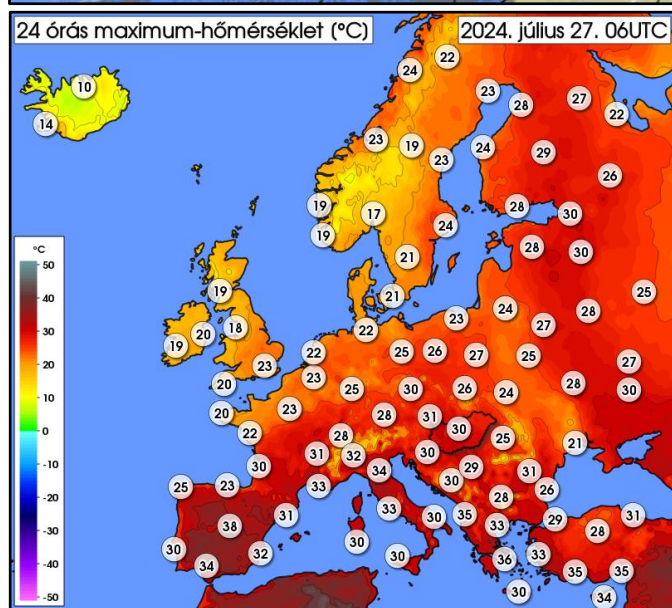 24 órás maximum-hőmérséklet (°C) 2024. július 27. 06UTC
10 24 22
14 23 28 27 22
23 19 23 24 29 26
19 17 24 28 30
19 21 28 30
19 21 25
20 18 22 23 24 27 28
19 23 22 25 26 27 25 27
20 23 25 30 26 24 28 30
20 23 28 31 30 25 21
22 28 32 30 29 31
30 31 34 30 26
25 23 33 33 28 31
38 31 30 35 33 29 28
30 32 30 30 36 33 35 35
34 30 34
°C
50
40
30
20
10
0
-10
-20
-30
-40
-50